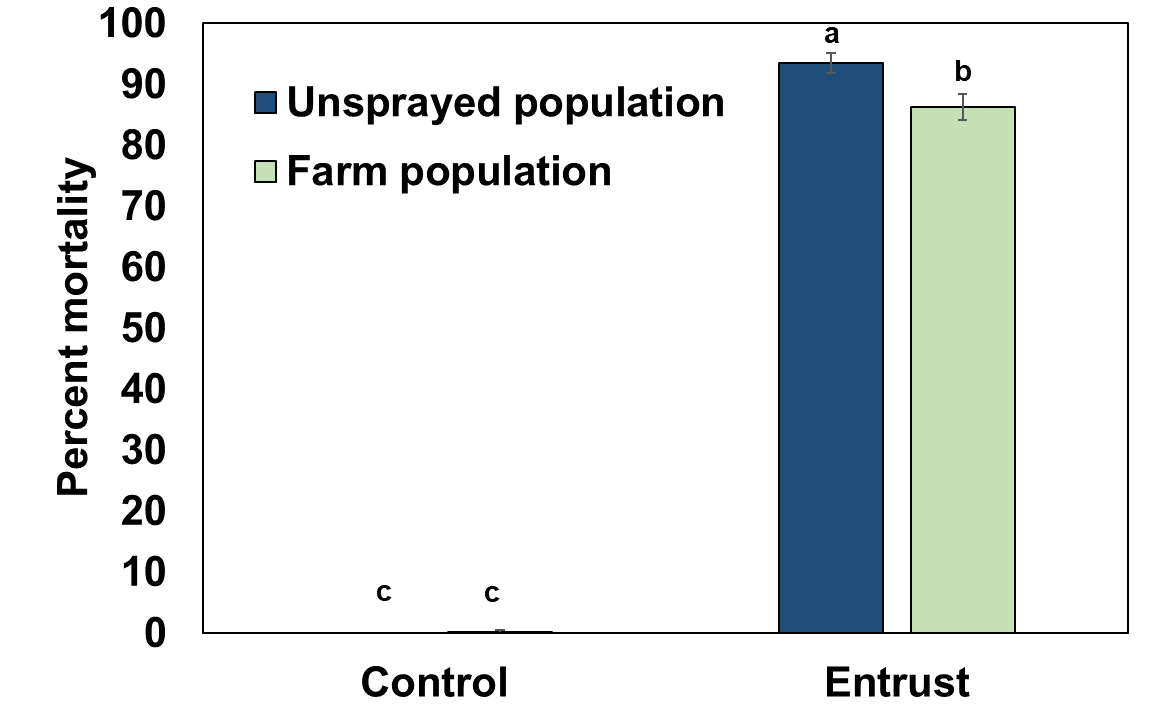 Percent mortality
100
90
80
70
60
50
40
30
20
10
0
Unsprayed population
Farm population
a
b
c
c
Control
Entrust